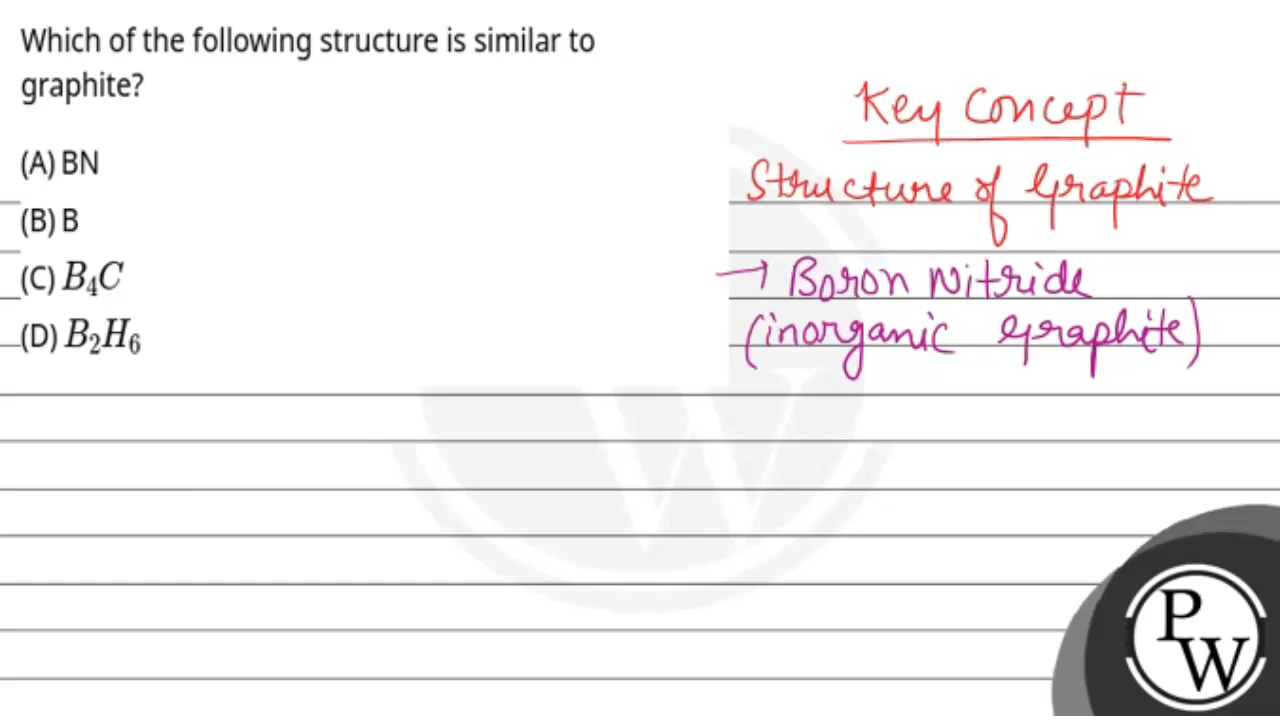 Which of the following structure is similar to
graphite?
(A) BN
(B) B
(C) B₄C
(D) B₂H₆
Key Concept
Structure of Graphite
→ Boron Nitride
(inorganic Graphite)
W
P
W